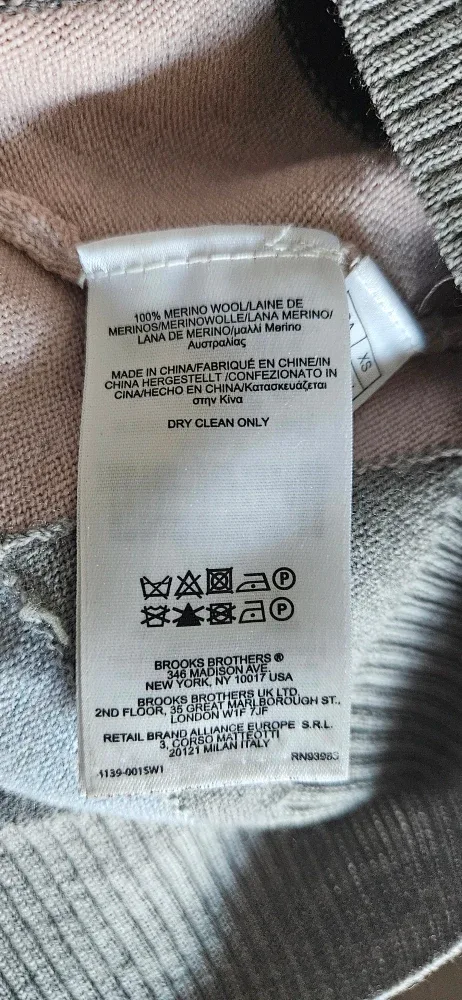 100% MERINO WOOL/LAINE DE
MERINOS/MERINOWOLLE/LANA MERINO/
LANA DE MERINO/μαλλί Merino
Αυστραλίας
MADE IN CHINA/FABRIQUÉ EN CHINE/IN
CHINA HERGESTELLT /CONFEZIONATO IN
CINA/HECHO EN CHINA/Κατασκευάζεται
στην Κίνα
DRY CLEAN ONLY
P
P
BROOKS BROTHERS ®
346 MADISON AVE.
NEW YORK, NY 10017 USA
BROOKS BROTHERS UK LTD.
2ND FLOOR, 35 GREAT MARLBOROUGH ST.,
LONDON W1F 7JF
RETAIL BRAND ALLIANCE EUROPE S.R.L.
3, CORSO MATTEOTTI
20121 MILAN ITALY
1139-001SW1
XS